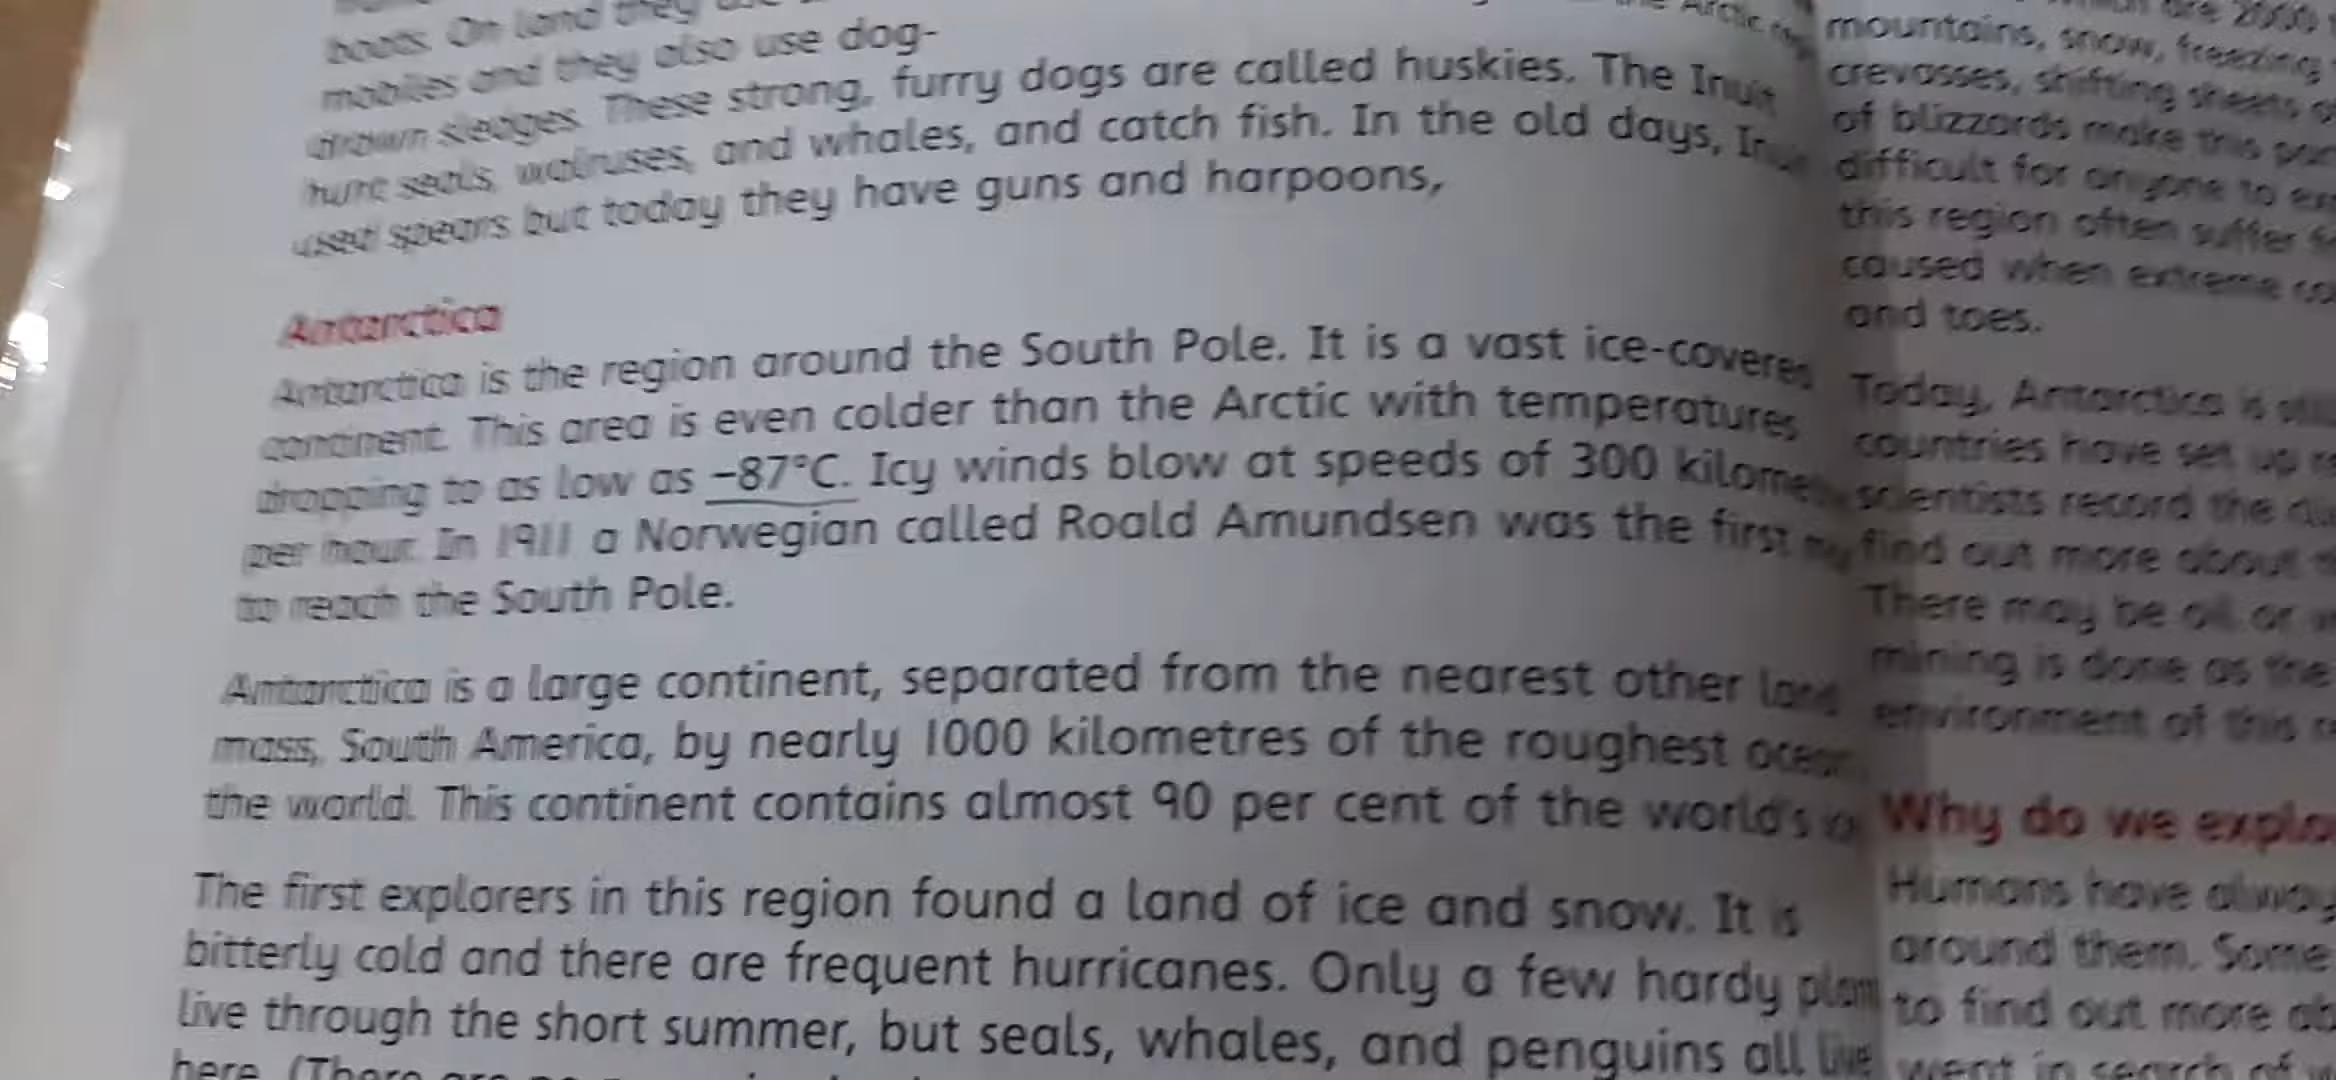 boats. On land they
mobiles and they also use dog-
drawn sledges. These strong, furry dogs are called huskies. The Inuit
hunt seals, walruses, and whales, and catch fish. In the old days, Inuit
used spears but today they have guns and harpoons,
Antarctica
Antarctica is the region around the South Pole. It is a vast ice-covered
continent. This area is even colder than the Arctic with temperatures
dropping to as low as –87°C. Icy winds blow at speeds of 300
per hour. In 1911 a Norwegian called Roald Amundsen was the first
to reach the South Pole.
Antarctica is a large continent, separated from the nearest other land
mass, South America, by nearly 1000 kilometres of the roughest ocean
the world. This continent contains almost 90 per cent of the world's
The first explorers in this region found a land of ice and snow. It is
bitterly cold and there are frequent hurricanes. Only a few hardy
live through the short summer, but seals, whales, and penguins all live
here. (There are no
the Arctic
are 2000
mountains, snow, freezing
crevasses, shifting sheets
of blizzards make this
difficult for anyone to
this region often suffer
caused when extreme
and toes.
Today, Antarctica is
countries have set up
scientists record the
find out more about
There may be oil or
mining is done as the
environment of this
Why do we
Humans have
around them. Some
to find out more
went in search of